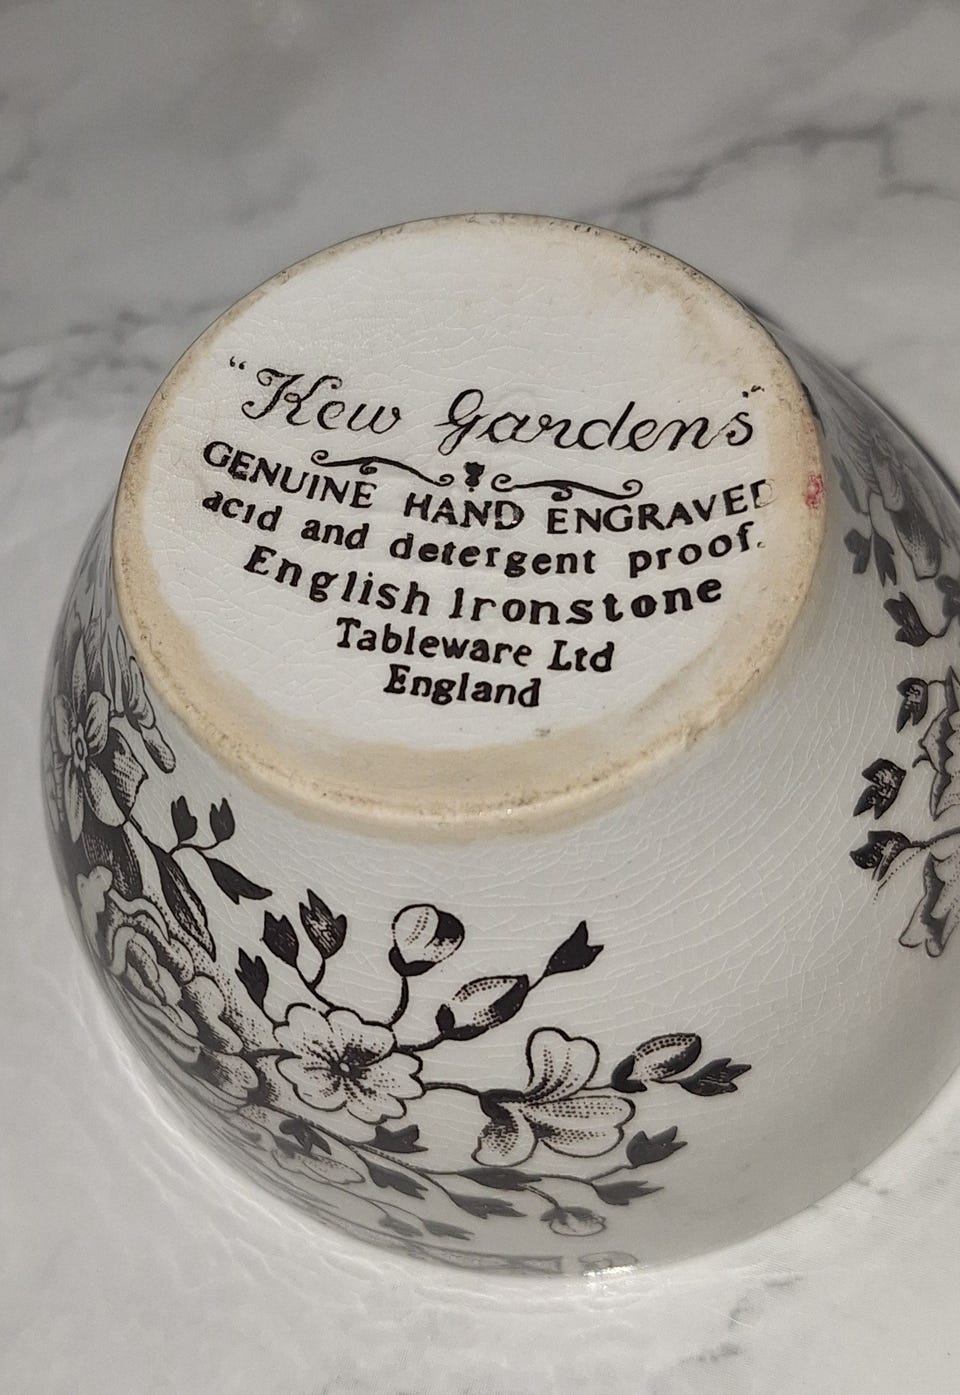 "Kew Gardens"
GENUINE HAND ENGRAVED
acid and detergent proof.
English Ironstone
Tableware Ltd
England